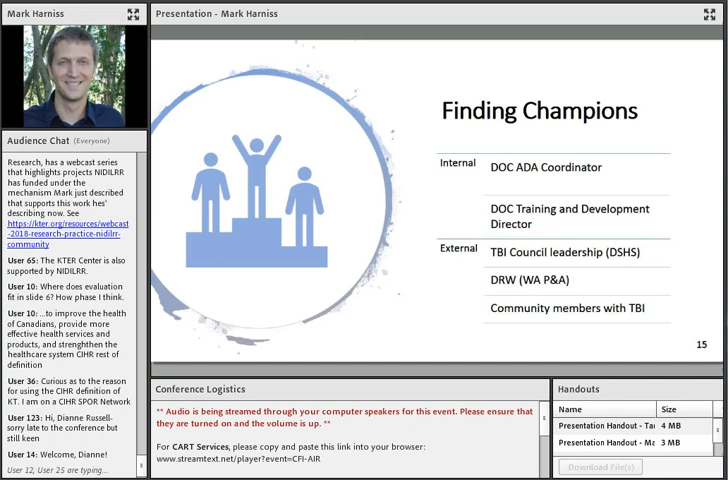 Mark Harniss
Presentation - Mark Harniss
Audience Chat (Everyone)
Research, has a webcast series
that highlights projects NIDILRR
has funded under the
mechanism Mark just described
that supports this work hes'
describing now. See
https://kter.org/resources/webcast
-2018-research-practice-nidilrr-
community
User 65: The KTER Center is also
supported by NIDILRR.
User 10: Where does evaluation
fit in slide 6? How phase I think.
User 10: ...to improve the health
of Canadians, provide more
effective health services and
products, and strenghthen the
healthcare system CIHR rest of
definition
User 36: Curious as to the reason
for using the CIHR definition of
KT. I am on a CIHR SPOR Network
User 123: Hi, Dianne Russell-
sorry late to the conference but
still keen
User 14: Welcome, Dianne!
User 12, User 25 are typing...
Finding Champions
Internal
DOC ADA Coordinator
DOC Training and Development
Director
External
TBI Council leadership (DSHS)
DRW (WA P&A)
Community members with TBI
15
Conference Logistics
** Audio is being streamed through your computer speakers for this event. Please ensure that
they are turned on and the volume is up. **
For CART Services, please copy and paste this link into your browser:
www.streamtext.net/player?event=CFI-AIR
Handouts
Name Size
Presentation Handout - Ta 4 MB
Presentation Handout - Ma 3 MB
Download File(s)